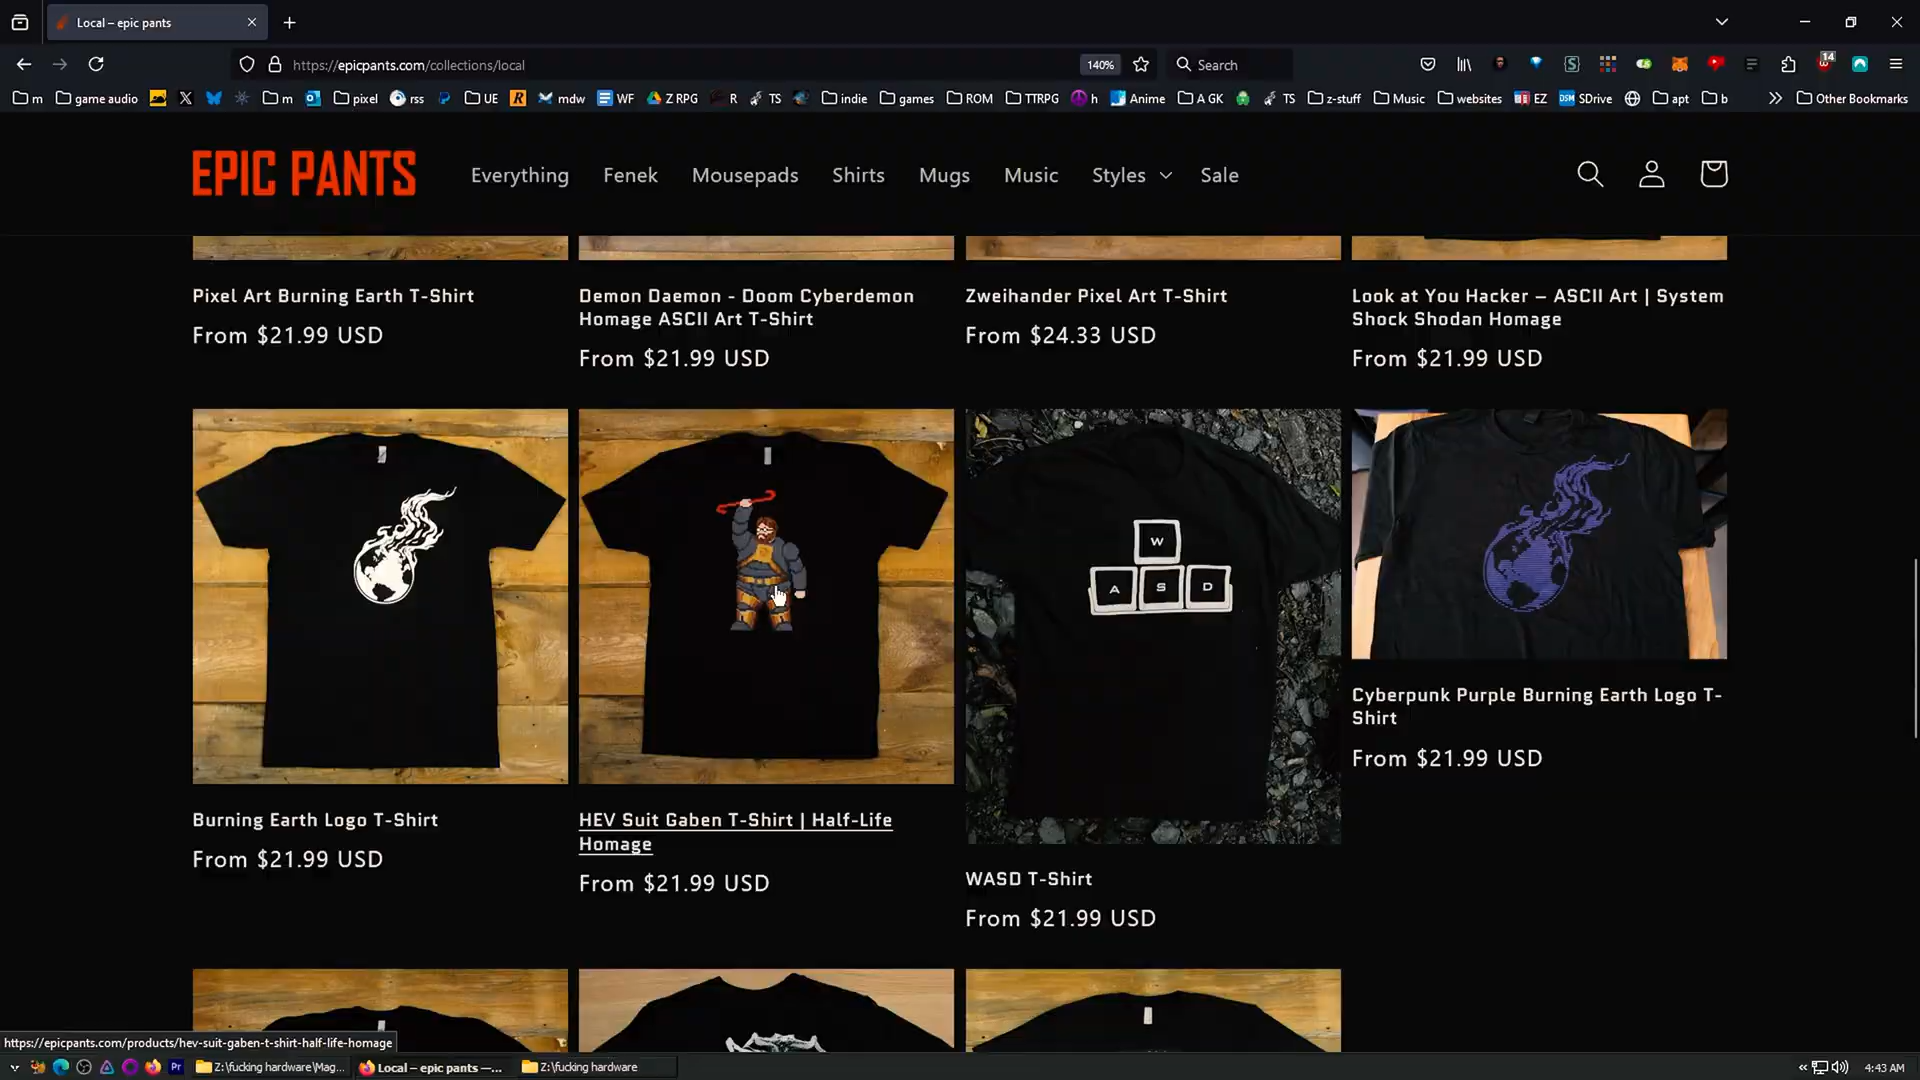 Local – epic pants
https://epicpants.com/collections/local
140%
Search
14
m
game audio
m
pixel
rss
UE
mdw
WF
Z RPG
R
TS
indie
games
ROM
TTRPG
h
Anime
A GK
TS
z-stuff
Music
websites
EZ
SDrive
apt
b
Other Bookmarks
EPIC PANTS
Everything
Fenek
Mousepads
Shirts
Mugs
Music
Styles
Sale
Pixel Art Burning Earth T-Shirt
From $21.99 USD
Demon Daemon - Doom Cyberdemon
Homage ASCII Art T-Shirt
From $21.99 USD
Zweihander Pixel Art T-Shirt
From $24.33 USD
Look at You Hacker – ASCII Art | System
Shock Shodan Homage
From $21.99 USD
W
A S D
Burning Earth Logo T-Shirt
From $21.99 USD
HEV Suit Gaben T-Shirt | Half-Life
Homage
From $21.99 USD
WASD T-Shirt
From $21.99 USD
Cyberpunk Purple Burning Earth Logo T-
Shirt
From $21.99 USD
https://epicpants.com/products/hev-suit-gaben-t-shirt-half-life-homage
Pr
Z:\fucking hardware\Mag...
Local – epic pants —...
Z:\fucking hardware
4:43 AM